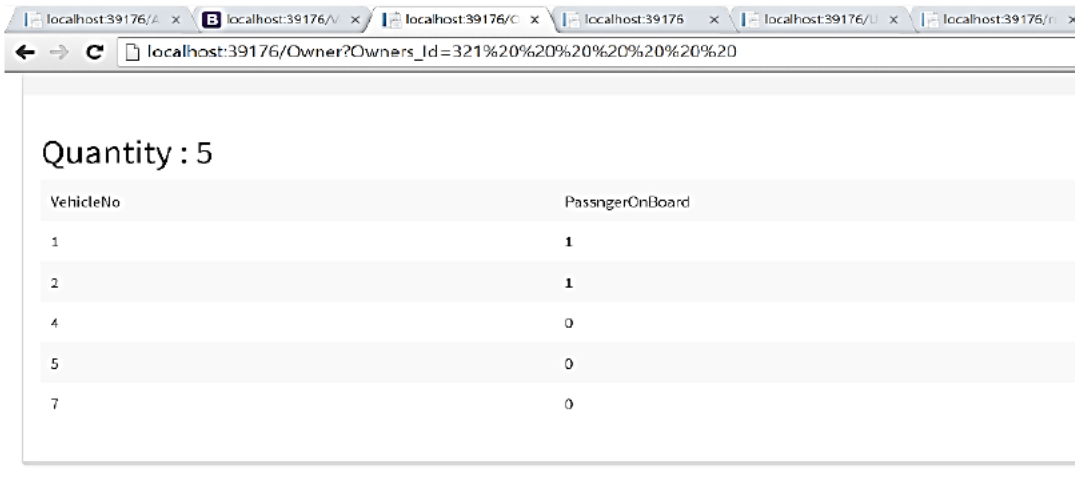 localhost:39176/A × B localhost:39176/V × localhost:39176/O × localhost:39176 × localhost:39176/U × localhost:39176/r ×
localhost:39176/Owner?Owners_Id=321%20%20%20%20%20%20%20
Quantity : 5
VehicleNo PassngerOnBoard
1 1
2 1
4 0
5 0
7 0